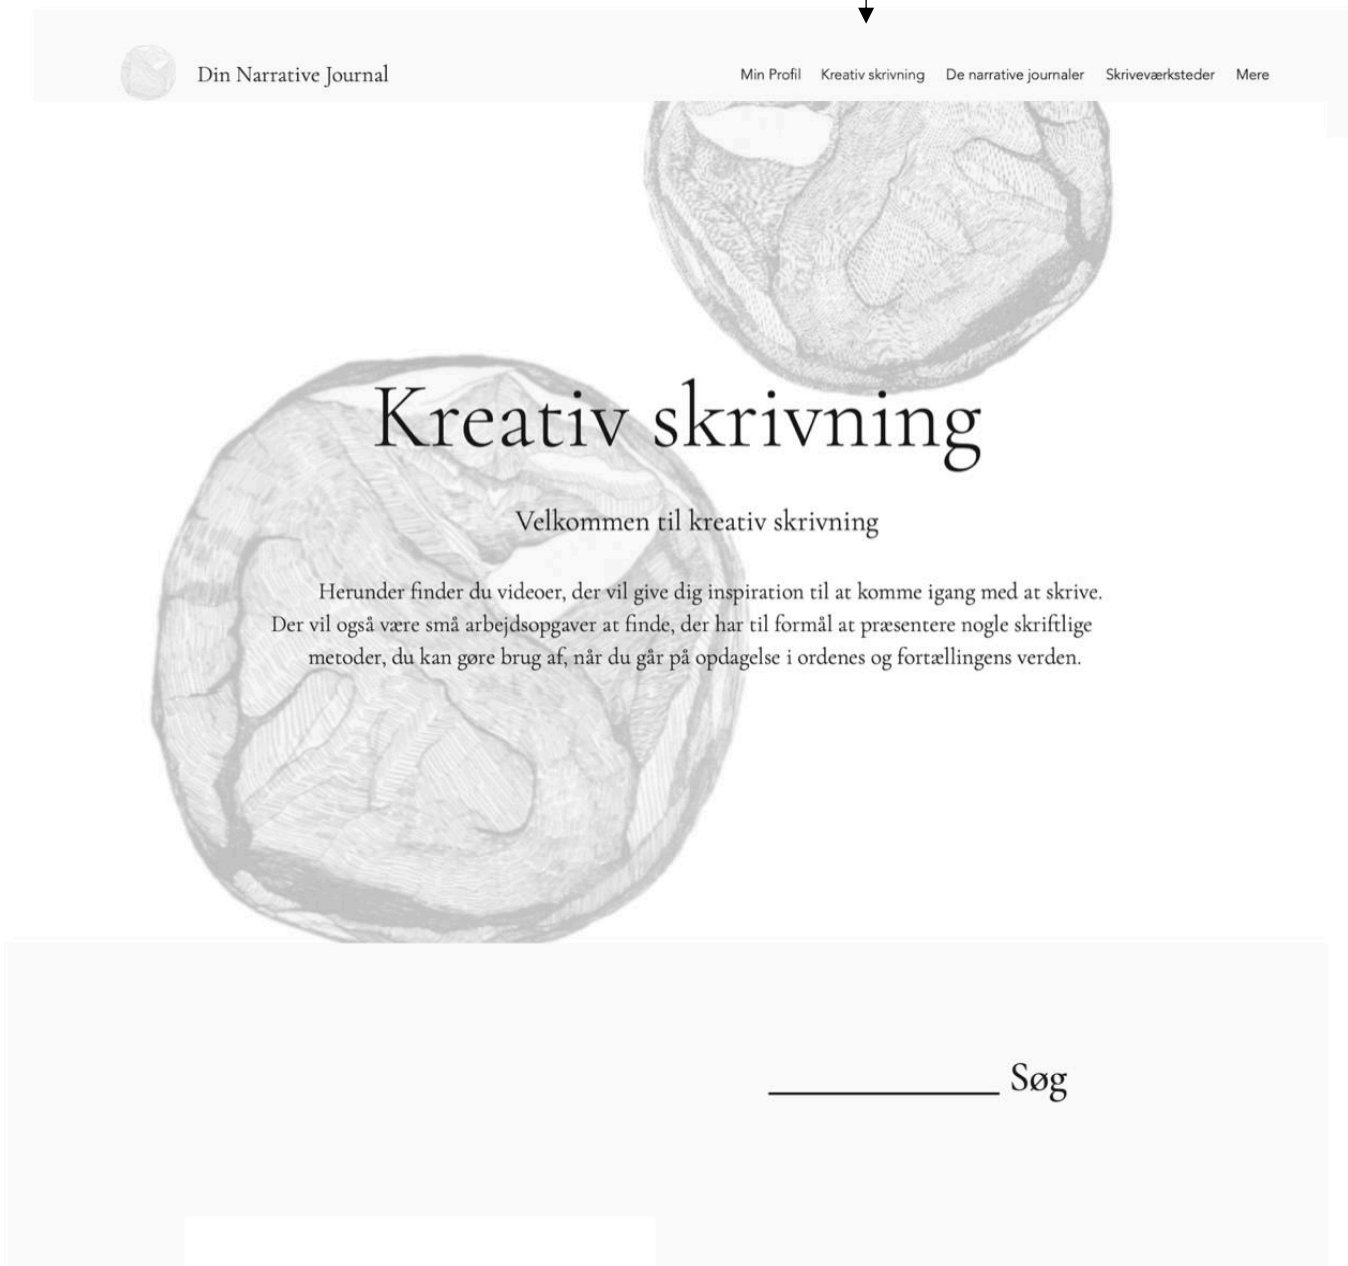 Din Narrative Journal
Min Profil Kreativ skrivning De narrative journaler Skriveværksteder Mere
Kreativ skrivning
Velkommen til kreativ skrivning
Herunder finder du videoer, der vil give dig inspiration til at komme igang med at skrive.
Der vil også være små arbejdsopgaver at finde, der har til formål at præsentere nogle skriftlige
metoder, du kan gøre brug af, når du går på opdagelse i ordenes og fortællingens verden.
Søg